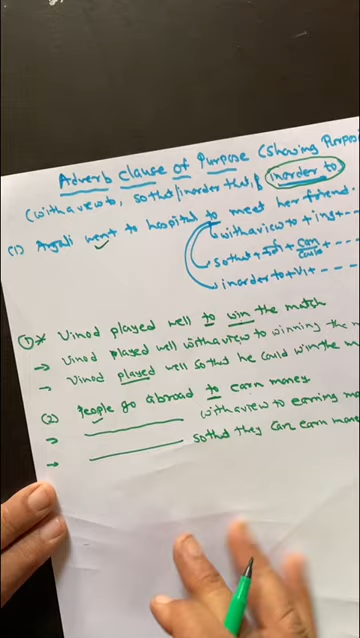 Adverb Clause of Purpose (Showing Purpose
(with a view to, so that/in order that, & in order to
(1) Anjali went to hospital to meet her friend.
with a view to + ing + ---
so that + sub + can/could + ---
in order to + V1 + ----
(1)* Vinod played well to win the match
→ Vinod played well with a view to winning the m
→ Vinod played well so that he could win the m
(2) People go abroad to earn money
→ ________ with a view to earning mo
→ ________ so that they can earn mone